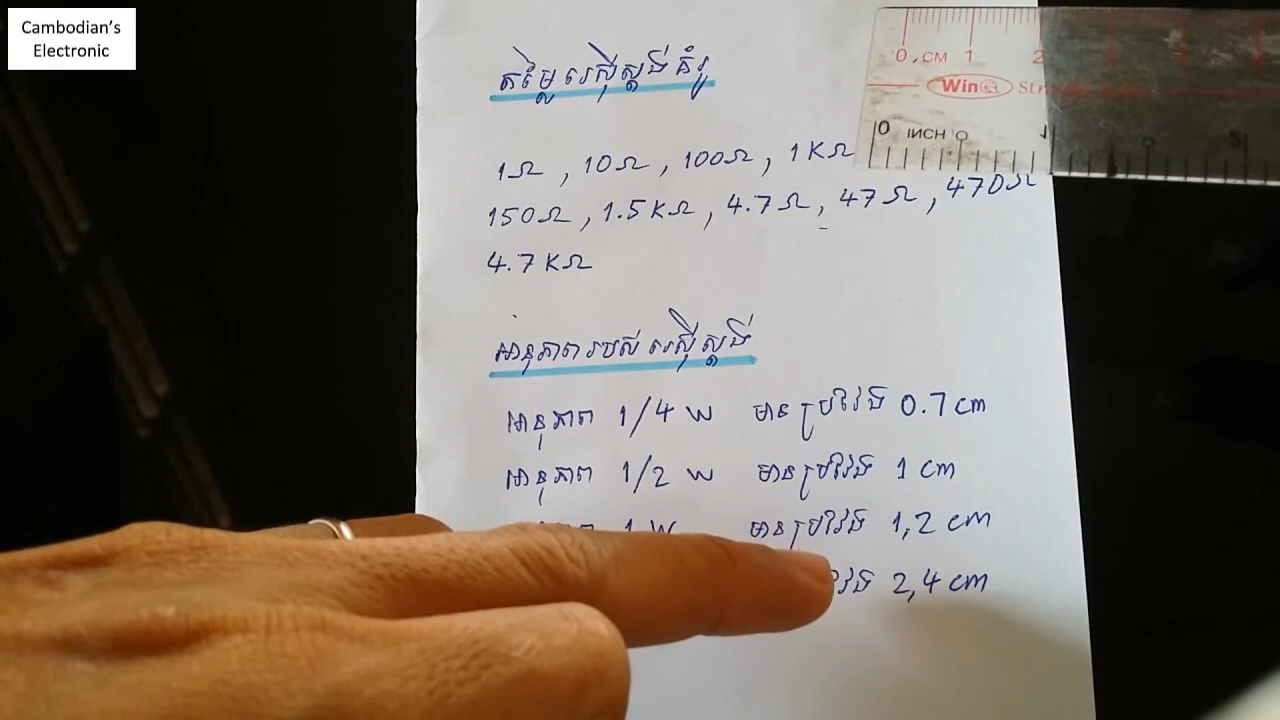 Cambodian's
Electronic
តម្លៃ រេស៊ីស្តង់ គំរូ
0,CM 1 2
Win
0 INCH 1 2
1Ω , 10Ω , 100Ω , 1KΩ
150Ω , 1.5KΩ , 4.7Ω , 47Ω , 470Ω
4.7KΩ
អានុភាព របស់ រេស៊ីស្តង់
អានុភាព 1/4 W មានប្រវែង 0.7 cm
អានុភាព 1/2 W មានប្រវែង 1 cm
1 W មានប្រវែង 1,2 cm
2,4 cm